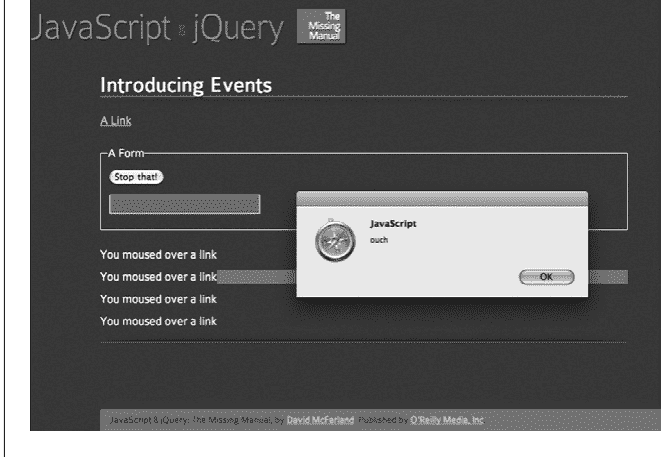 JavaScript & jQuery
The
Missing
Manual
Introducing Events
A Link
A Form
Stop that!
JavaScript
ouch
OK
You moused over a link
You moused over a link
You moused over a link
You moused over a link
JavaScript & jQuery: The Missing Manual, by David McFarland. Published by O'Reilly Media, Inc